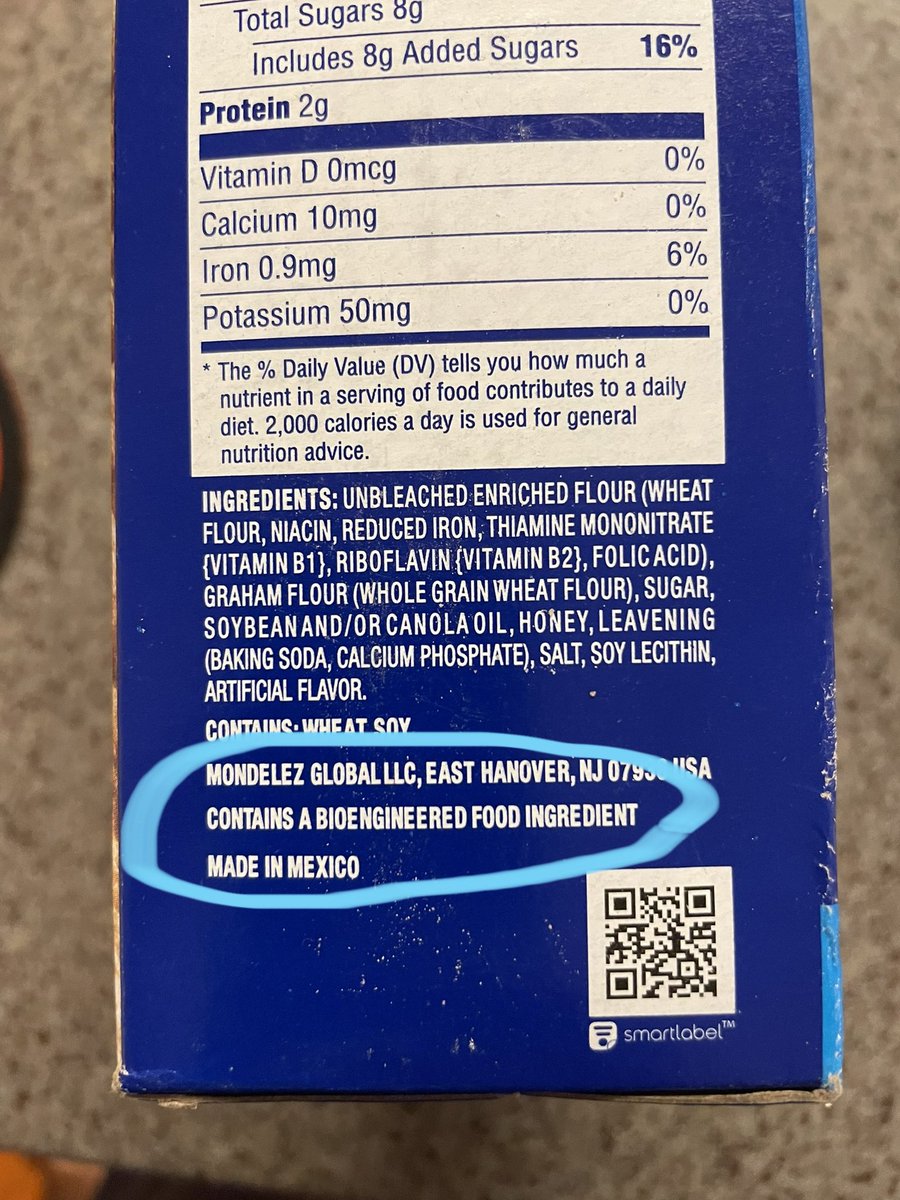 Total Sugars 8g
Includes 8g Added Sugars 16%
Protein 2g
Vitamin D 0mcg 0%
Calcium 10mg 0%
Iron 0.9mg 6%
Potassium 50mg 0%
* The % Daily Value (DV) tells you how much a
nutrient in a serving of food contributes to a daily
diet. 2,000 calories a day is used for general
nutrition advice.
INGREDIENTS: UNBLEACHED ENRICHED FLOUR (WHEAT
FLOUR, NIACIN, REDUCED IRON, THIAMINE MONONITRATE
{VITAMIN B1}, RIBOFLAVIN {VITAMIN B2}, FOLIC ACID),
GRAHAM FLOUR (WHOLE GRAIN WHEAT FLOUR), SUGAR,
SOYBEAN AND/OR CANOLA OIL, HONEY, LEAVENING
(BAKING SODA, CALCIUM PHOSPHATE), SALT, SOY LECITHIN,
ARTIFICIAL FLAVOR.
CONTAINS: WHEAT, SOY.
MONDELEZ GLOBAL LLC, EAST HANOVER, NJ USA
CONTAINS A BIOENGINEERED FOOD INGREDIENT
MADE IN MEXICO
smartlabel™